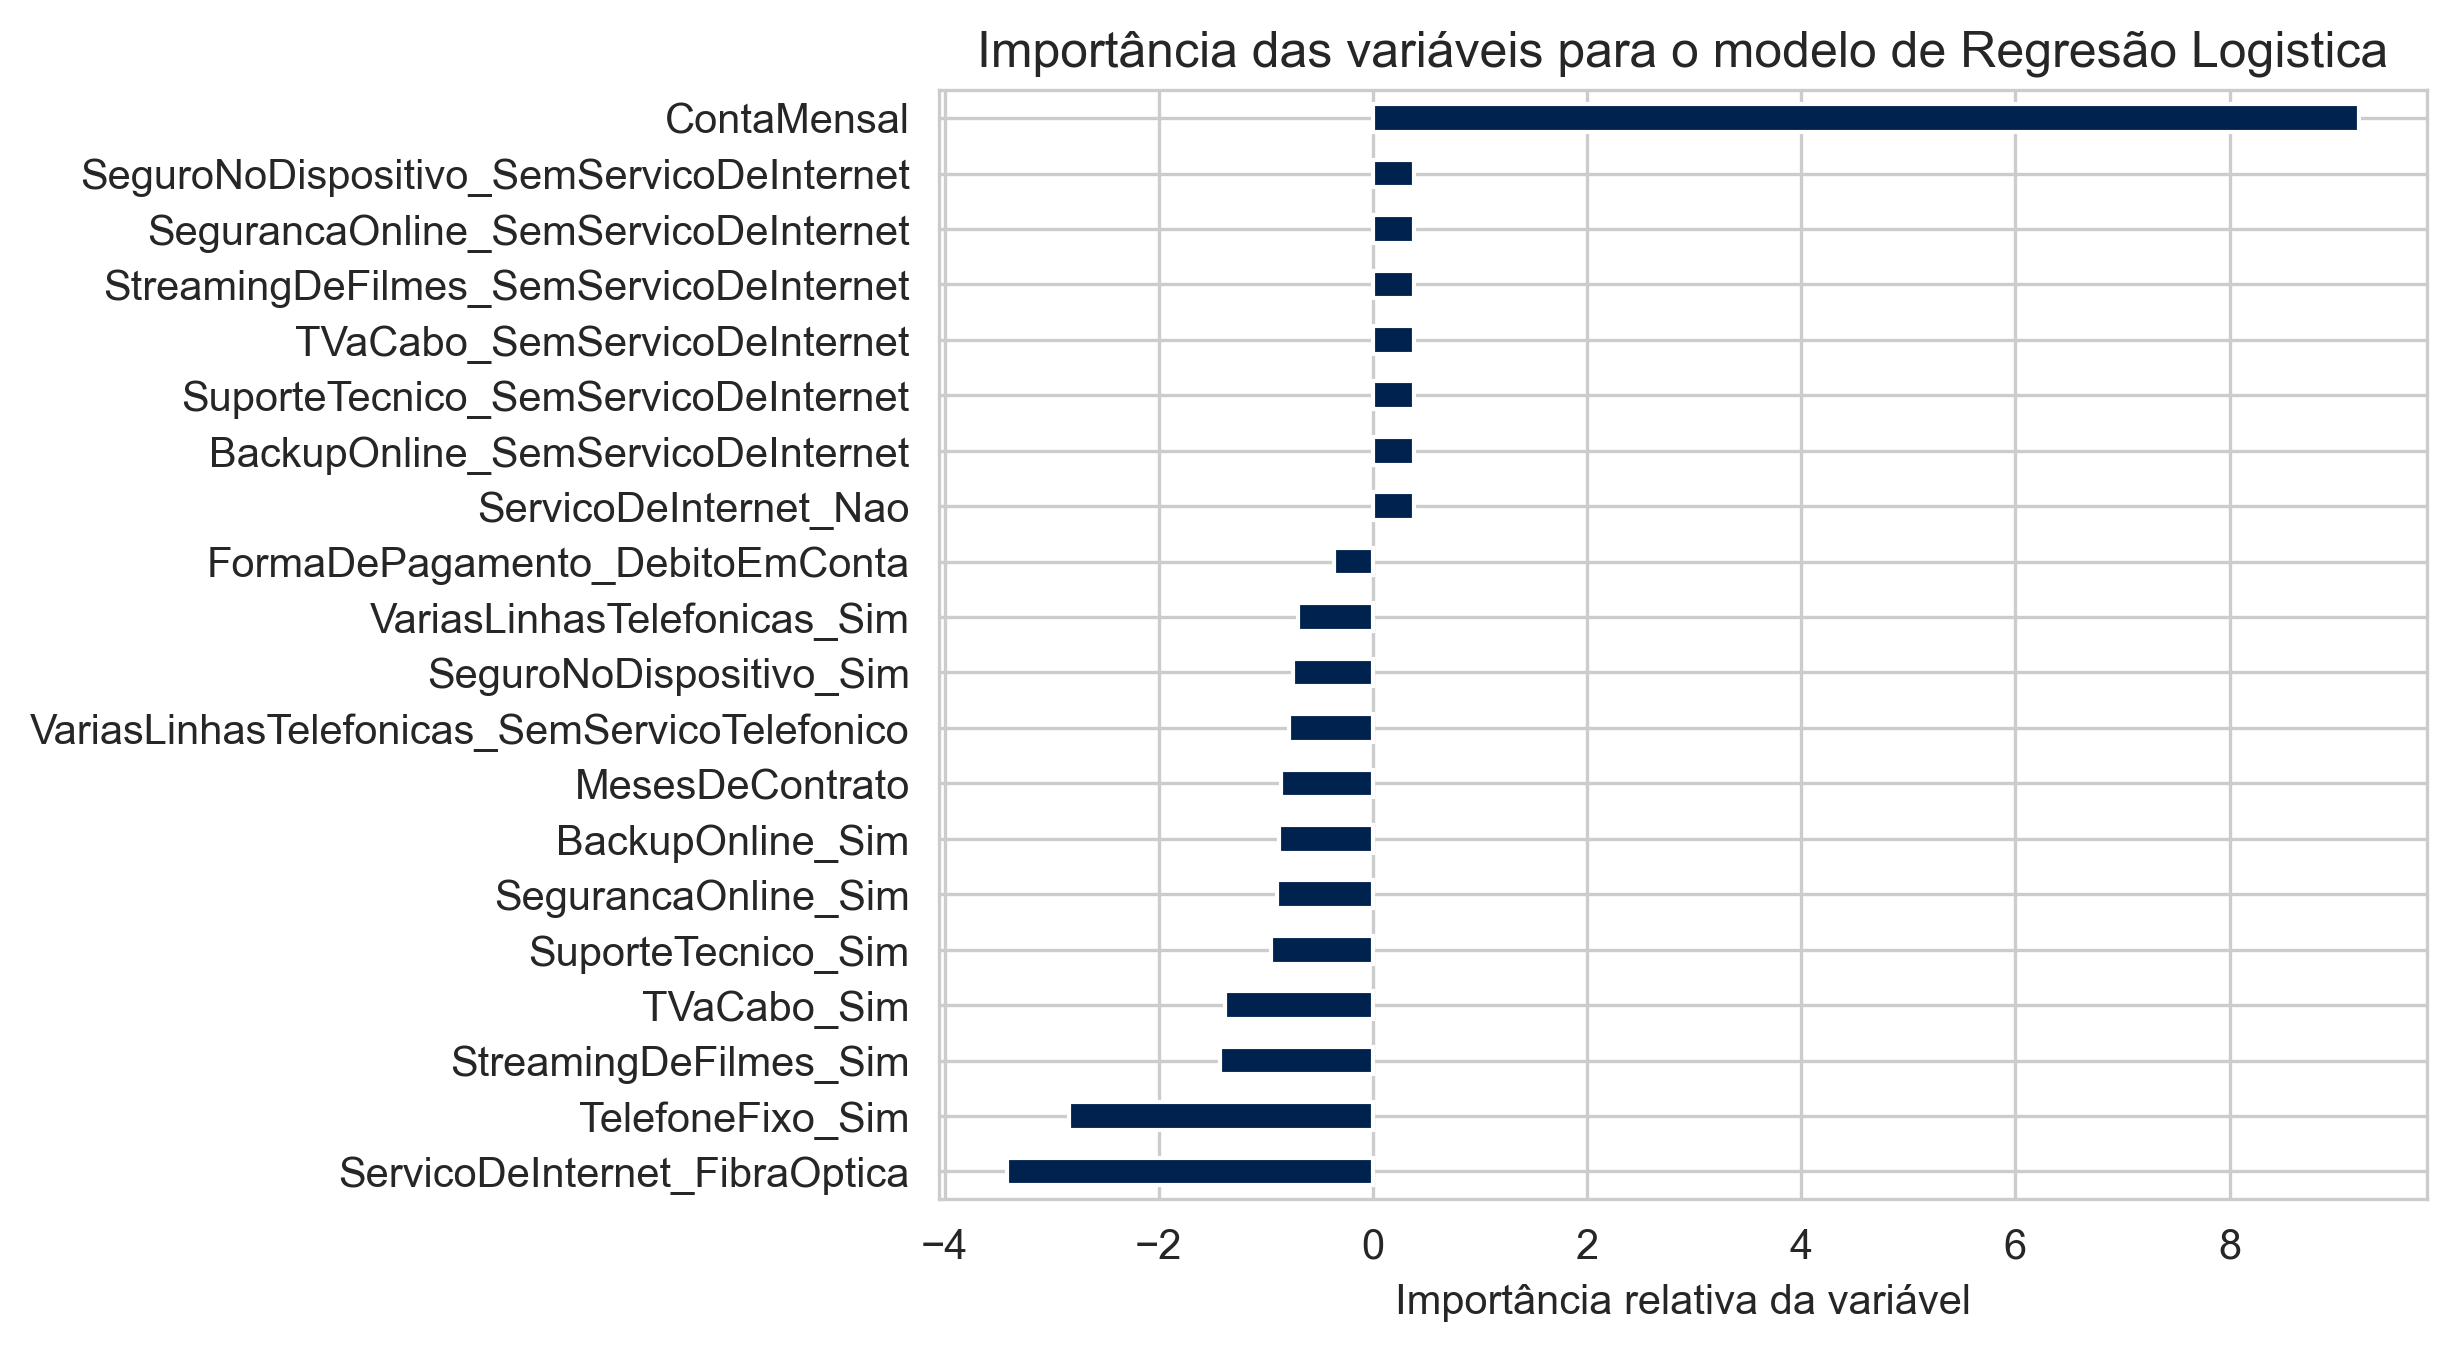 Importância das variáveis para o modelo de Regresão Logistica
ContaMensal
SeguroNoDispositivo_SemServicoDeInternet
SegurancaOnline_SemServicoDeInternet
StreamingDeFilmes_SemServicoDeInternet
TVaCabo_SemServicoDeInternet
SuporteTecnico_SemServicoDeInternet
BackupOnline_SemServicoDeInternet
ServicoDeInternet_Nao
FormaDePagamento_DebitoEmConta
VariasLinhasTelefonicas_Sim
SeguroNoDispositivo_Sim
VariasLinhasTelefonicas_SemServicoTelefonico
MesesDeContrato
BackupOnline_Sim
SegurancaOnline_Sim
SuporteTecnico_Sim
TVaCabo_Sim
StreamingDeFilmes_Sim
TelefoneFixo_Sim
ServicoDeInternet_FibraOptica
−4 −2 0 2 4 6 8
Importância relativa da variável